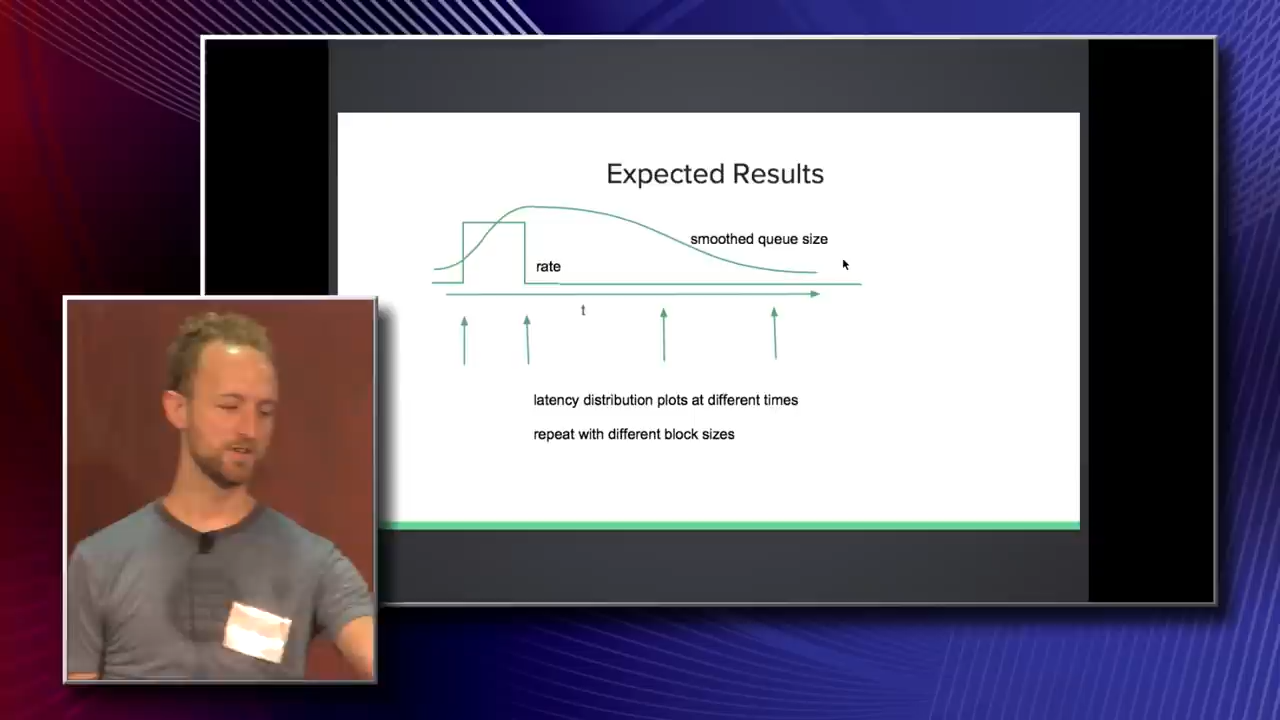 Expected Results
smoothed queue size
rate
t
latency distribution plots at different times
repeat with different block sizes